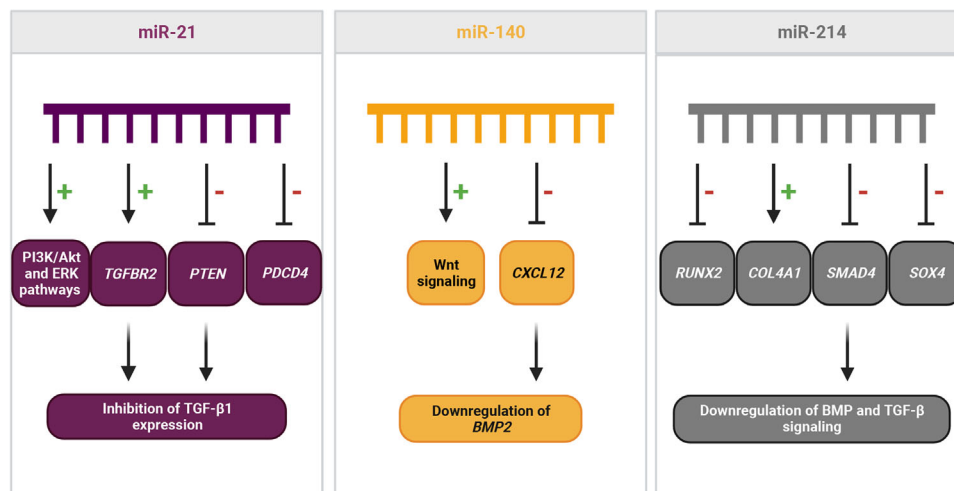 miR-21
miR-140
miR-214
+
+
-
-
+
-
-
+
-
-
PI3K/Akt
and ERK
pathways
TGFBR2
PTEN
PDCD4
Wnt
signaling
CXCL12
RUNX2
COL4A1
SMAD4
SOX4
Inhibition of TGF-β1
expression
Downregulation of
BMP2
Downregulation of BMP and TGF-β
signaling